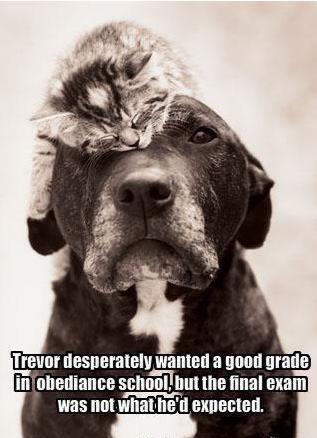 Trevor desperately wanted a good grade
in obediance school, but the final exam
was not what he'd expected.